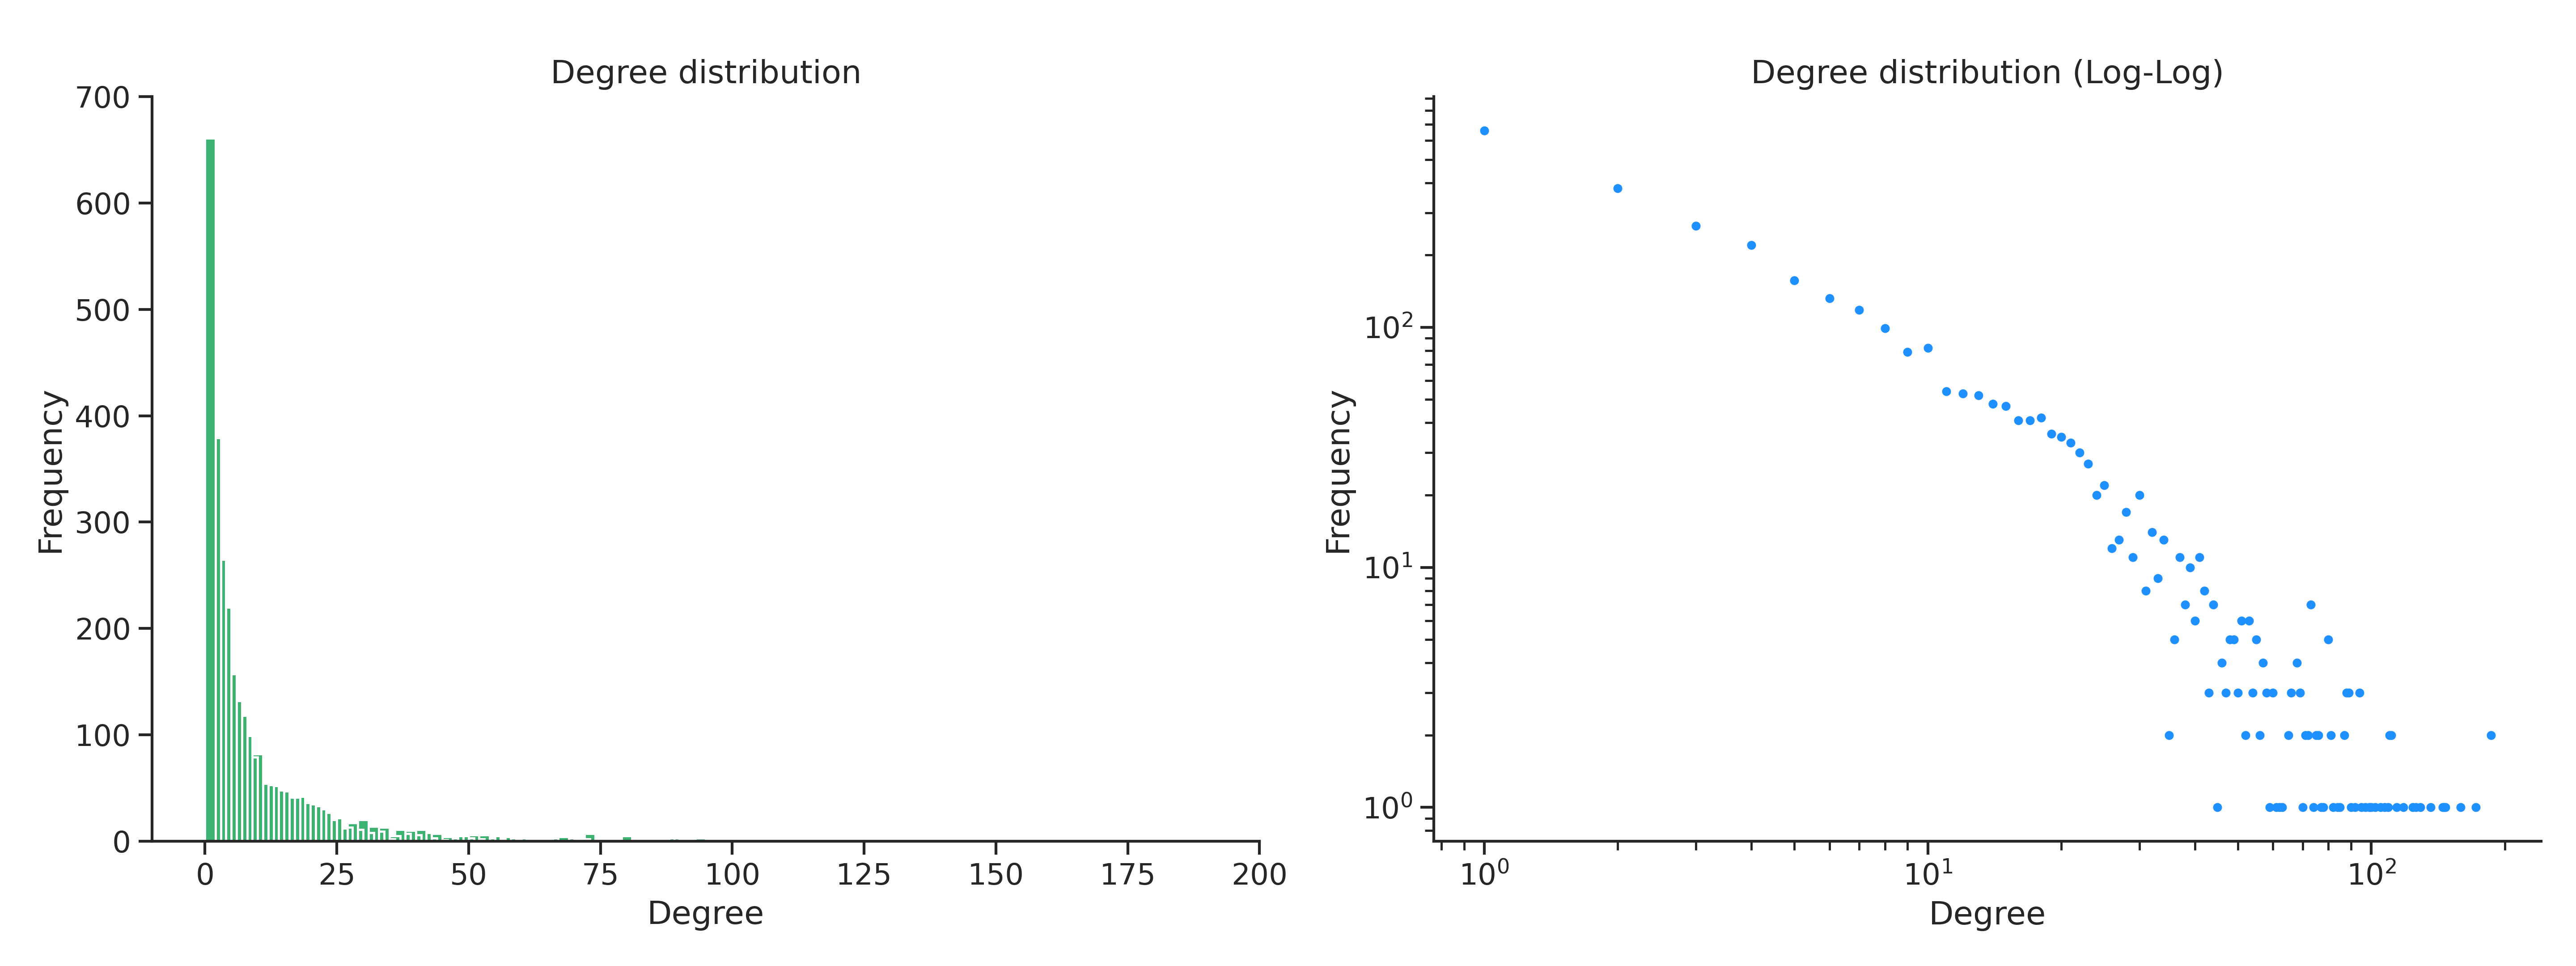 Degree distribution
700
600
500
400
300
200
100
0
Frequency
0 25 50 75 100 125 150 175 200
Degree
Degree distribution (Log-Log)
10²
10¹
10⁰
Frequency
10⁰ 10¹ 10²
Degree